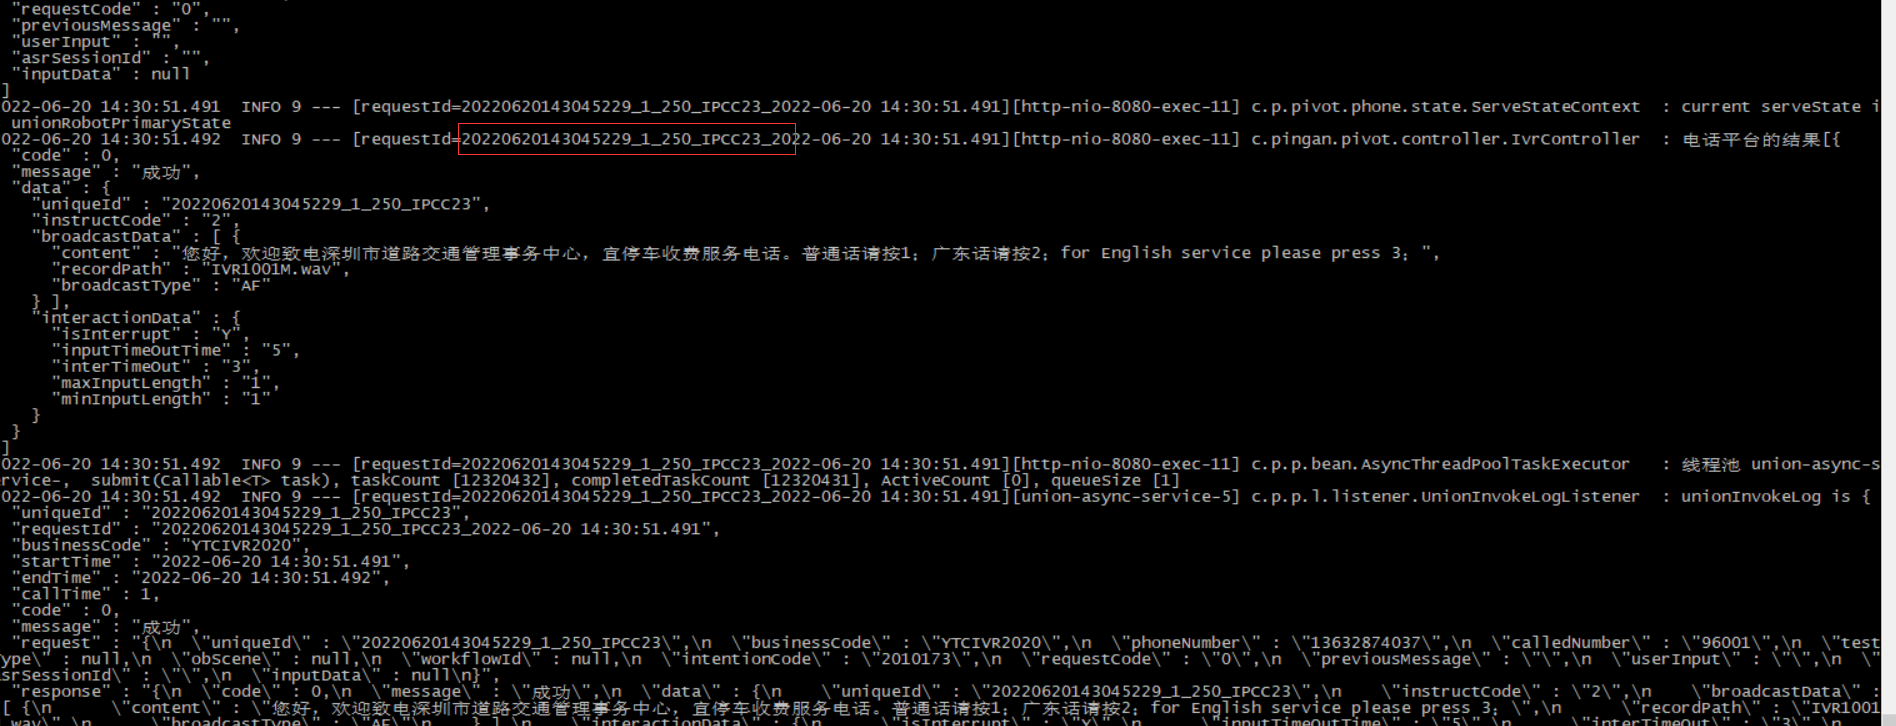 "requestCode" : "0",
"previousMessage" : "",
"userInput" : "",
"asrSessionId" : "",
"inputData" : null
]
022-06-20 14:30:51.491  INFO 9 --- [requestId=20220620143045229_1_250_IPCC23_2022-06-20 14:30:51.491][http-nio-8080-exec-11] c.p.pivot.phone.state.ServeStateContext  : current serveState i
unionRobotPrimaryState
022-06-20 14:30:51.492  INFO 9 --- [requestId=20220620143045229_1_250_IPCC23_2022-06-20 14:30:51.491][http-nio-8080-exec-11] c.pingan.pivot.controller.IvrController  : 电话平台的结果[{
"code" : 0,
"message" : "成功",
"data" : {
"uniqueId" : "20220620143045229_1_250_IPCC23",
"instructCode" : "2",
"broadcastData" : [ {
"content" : "您好，欢迎致电深圳市道路交通管理事务中心，宜停车收费服务电话。普通话请按1；广东话请按2；for English service please press 3；",
"recordPath" : "IVR1001M.wav",
"broadcastType" : "AF"
} ],
"interactionData" : {
"isInterrupt" : "Y",
"inputTimeOutTime" : "5",
"interTimeOut" : "3",
"maxInputLength" : "1",
"minInputLength" : "1"
}
}
]
022-06-20 14:30:51.492  INFO 9 --- [requestId=20220620143045229_1_250_IPCC23_2022-06-20 14:30:51.491][http-nio-8080-exec-11] c.p.p.bean.AsyncThreadPoolTaskExecutor   : 线程池 union-async-s
rvice-,  submit(Callable<T> task), taskCount [12320432], completedTaskCount [12320431], ActiveCount [0], queueSize [1]
022-06-20 14:30:51.492  INFO 9 --- [requestId=20220620143045229_1_250_IPCC23_2022-06-20 14:30:51.491][union-async-service-5] c.p.p.l.listener.UnionInvokeLogListener  : unionInvokeLog is {
"uniqueId" : "20220620143045229_1_250_IPCC23",
"requestId" : "20220620143045229_1_250_IPCC23_2022-06-20 14:30:51.491",
"businessCode" : "YTCIVR2020",
"startTime" : "2022-06-20 14:30:51.491",
"endTime" : "2022-06-20 14:30:51.492",
"callTime" : 1,
"code" : 0,
"message" : "成功",
"request" : "{\n  \"uniqueId\" : \"20220620143045229_1_250_IPCC23\",\n  \"businessCode\" : \"YTCIVR2020\",\n  \"phoneNumber\" : \"13632874037\",\n  \"calledNumber\" : \"96001\",\n  \"test
ype\" : null,\n  \"obScene\" : null,\n  \"workflowId\" : null,\n  \"intentionCode\" : \"2010173\",\n  \"requestCode\" : \"0\",\n  \"previousMessage\" : \"\",\n  \"userInput\" : \"\",\n  \"
srSessionId\" : \"\",\n  \"inputData\" : null\n}",
"response" : "{\n  \"code\" : 0,\n  \"message\" : \"成功\",\n  \"data\" : {\n    \"uniqueId\" : \"20220620143045229_1_250_IPCC23\",\n    \"instructCode\" : \"2\",\n    \"broadcastData\" :
[ {\n      \"content\" : \"您好，欢迎致电深圳市道路交通管理事务中心，宜停车收费服务电话。普通话请按1；广东话请按2；for English service please press 3；\",\n      \"recordPath\" : \"IVR1001
.wav\",\n      \"broadcastType\" : \"AF\"\n    } ],\n    \"interactionData\" : {\n      \"isInterrupt\" : \"Y\",\n      \"inputTimeOutTime\" : \"5\",\n      \"interTimeOut\" : \"3\",\n